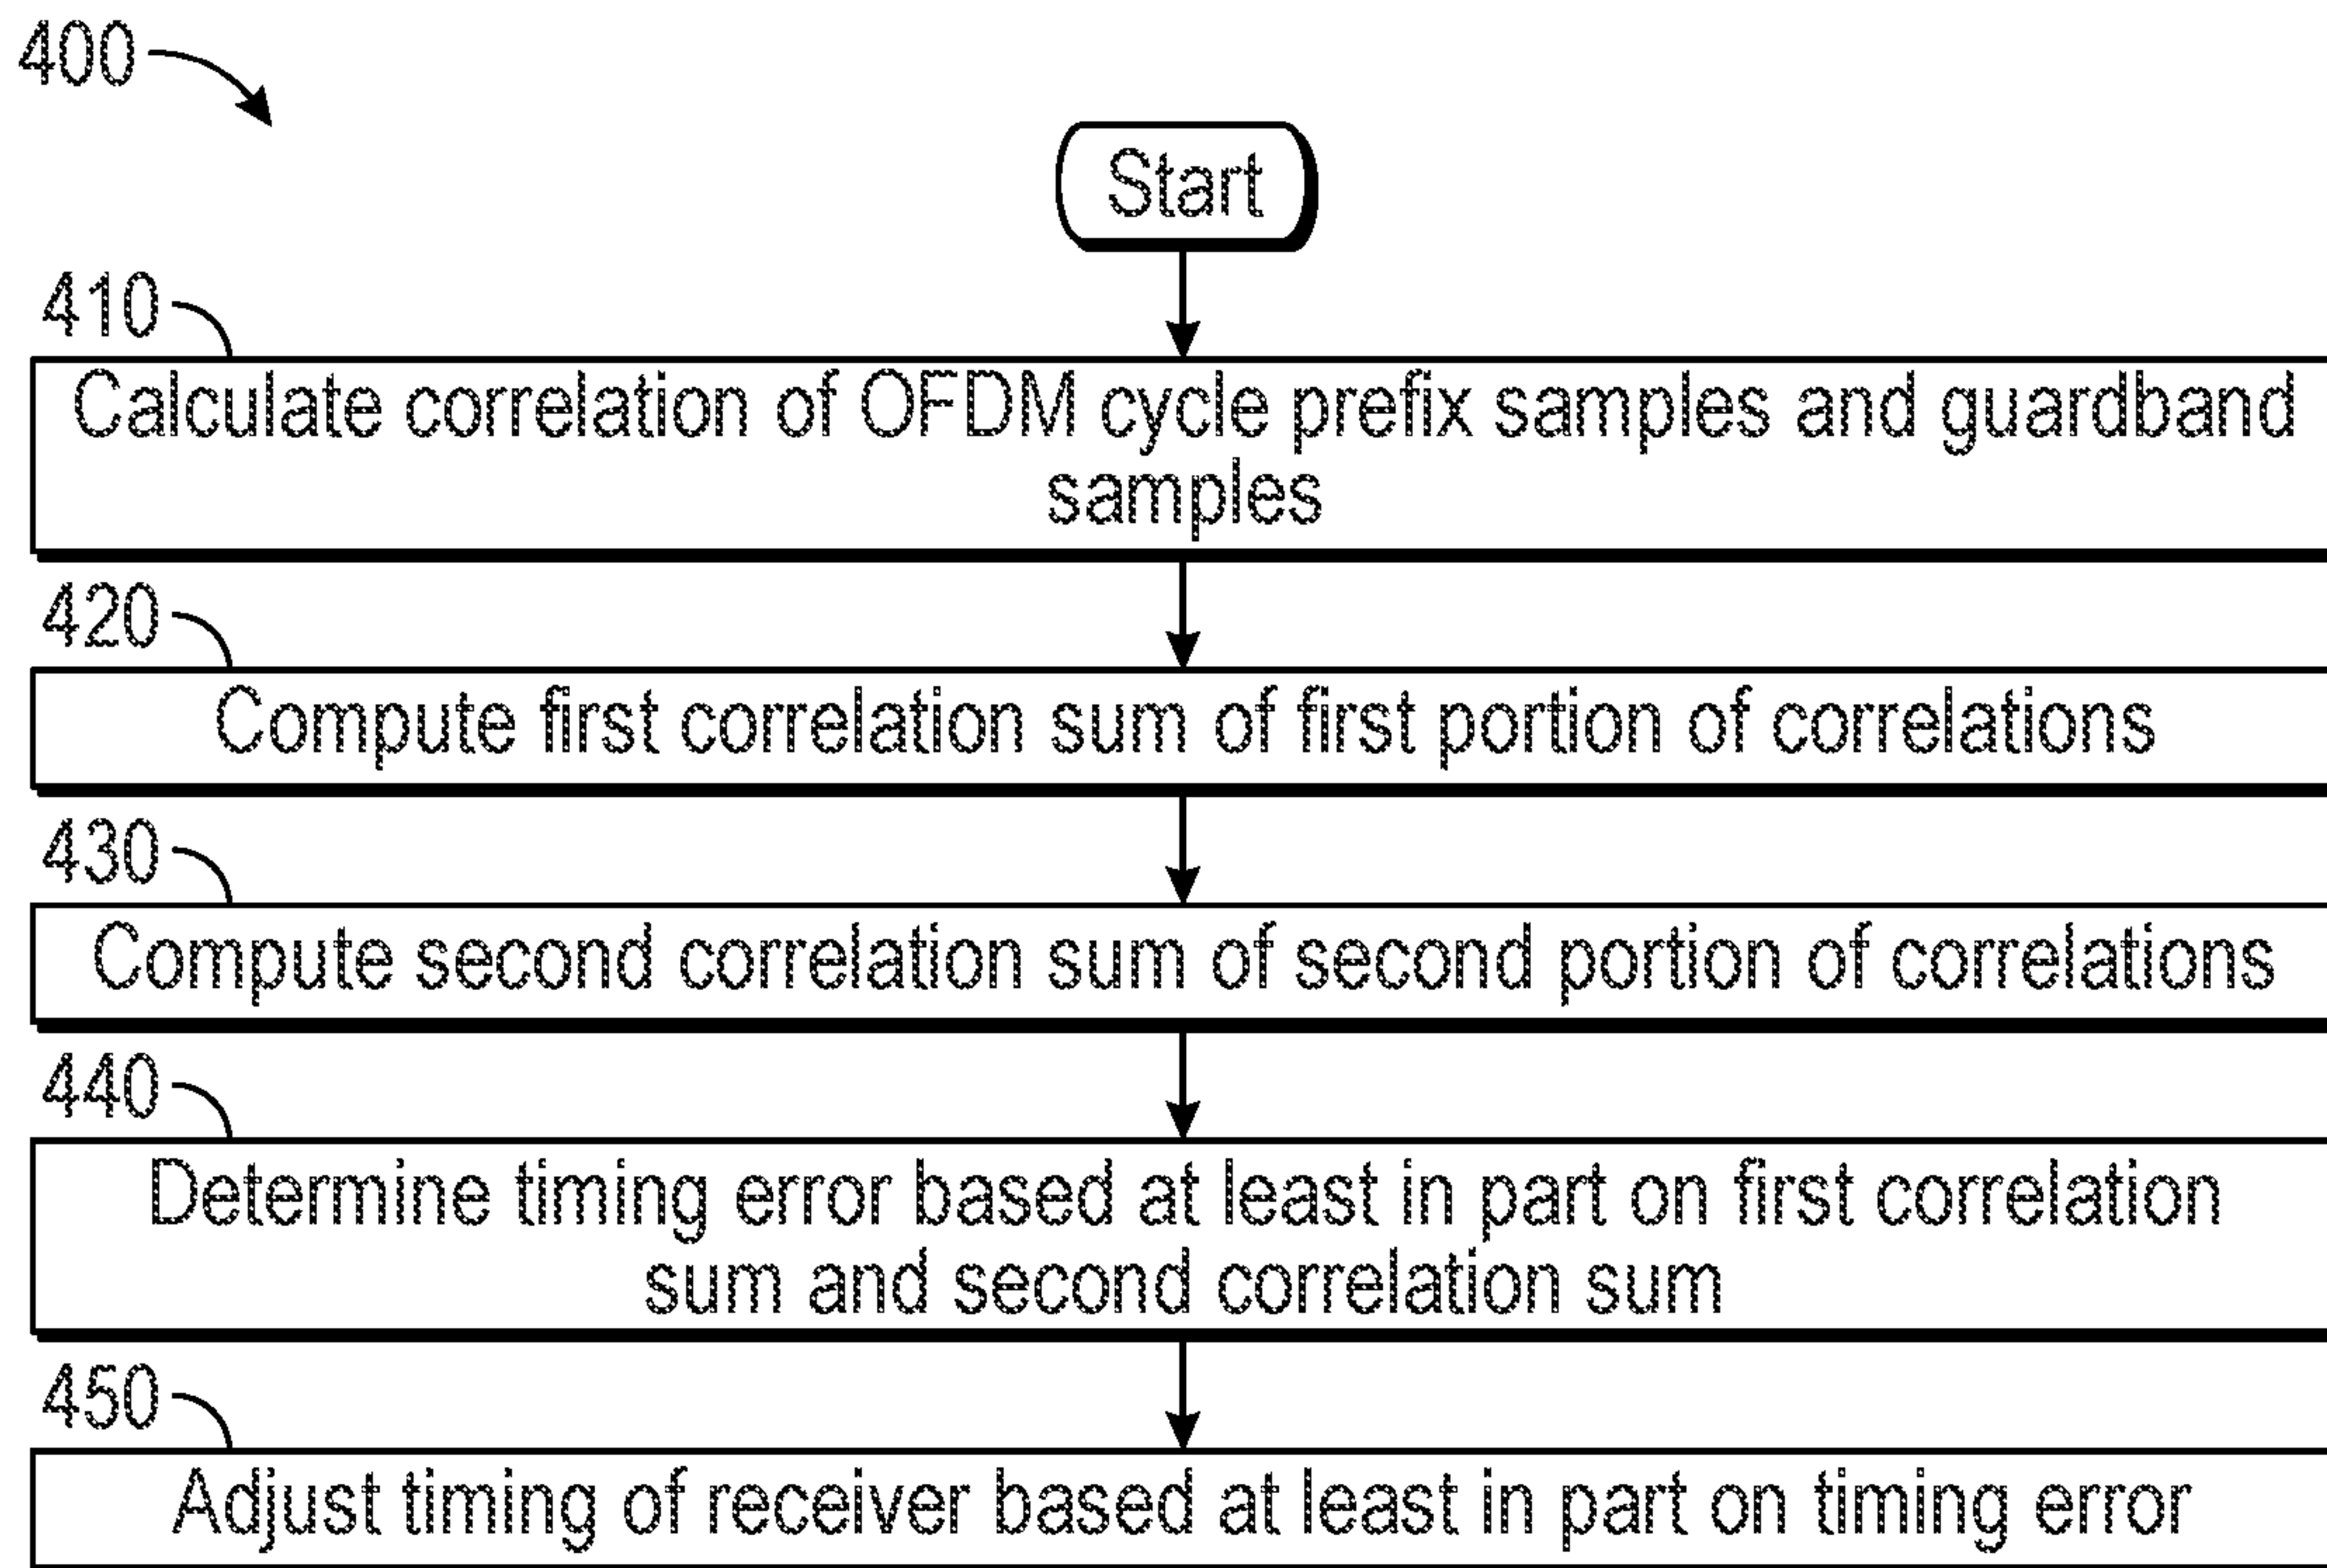 400
Start
410
Calculate correlation of OFDM cycle prefix samples and guardband
samples
420
Compute first correlation sum of first portion of correlations
430
Compute second correlation sum of second portion of correlations
440
Determine timing error based at least in part on first correlation
sum and second correlation sum
450
Adjust timing of receiver based at least in part on timing error